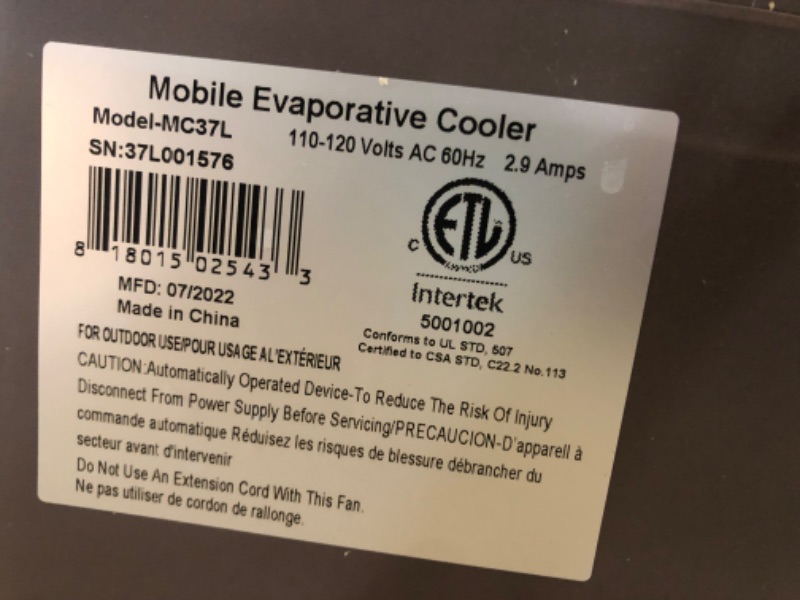 Mobile Evaporative Cooler
Model-MC37L 110-120 Volts AC 60Hz 2.9 Amps
SN:37L001576
8 18015 02543 3
MFD: 07/2022
Made in China
C ETL US
Intertek
5001002
Conforms to UL STD, 507
Certified to CSA STD, C22.2 No.113
FOR OUTDOOR USE/POUR USAGE A L'EXTÉRIEUR
CAUTION:Automatically Operated Device-To Reduce The Risk Of Injury
Disconnect From Power Supply Before Servicing/PRECAUCION-D'appareil à
commande automatique Réduisez les risques de blessure débrancher du
secteur avant d'intervenir
Do Not Use An Extension Cord With This Fan.
Ne pas utiliser de cordon de rallonge.